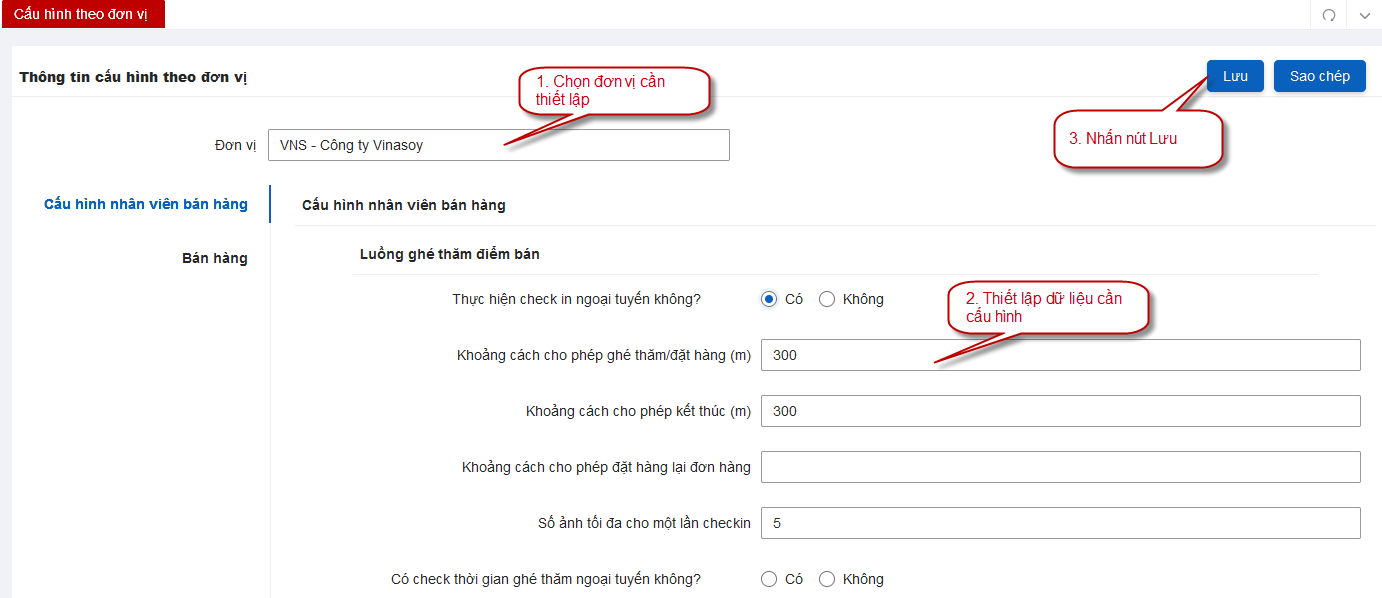 Cấu hình theo đơn vị
Thông tin cấu hình theo đơn vị
Lưu
Sao chép
1. Chọn đơn vị cần
thiết lập
3. Nhấn nút Lưu
Đơn vị
VNS - Công ty Vinasoy
Cấu hình nhân viên bán hàng
Bán hàng
Cấu hình nhân viên bán hàng
Luồng ghé thăm điểm bán
Thực hiện check in ngoại tuyến không?
Có
Không
2. Thiết lập dữ liệu cần
cấu hình
Khoảng cách cho phép ghé thăm/đặt hàng (m)
300
Khoảng cách cho phép kết thúc (m)
300
Khoảng cách cho phép đặt hàng lại đơn hàng
Số ảnh tối đa cho một lần checkin
5
Có check thời gian ghé thăm ngoại tuyến không?
Có
Không